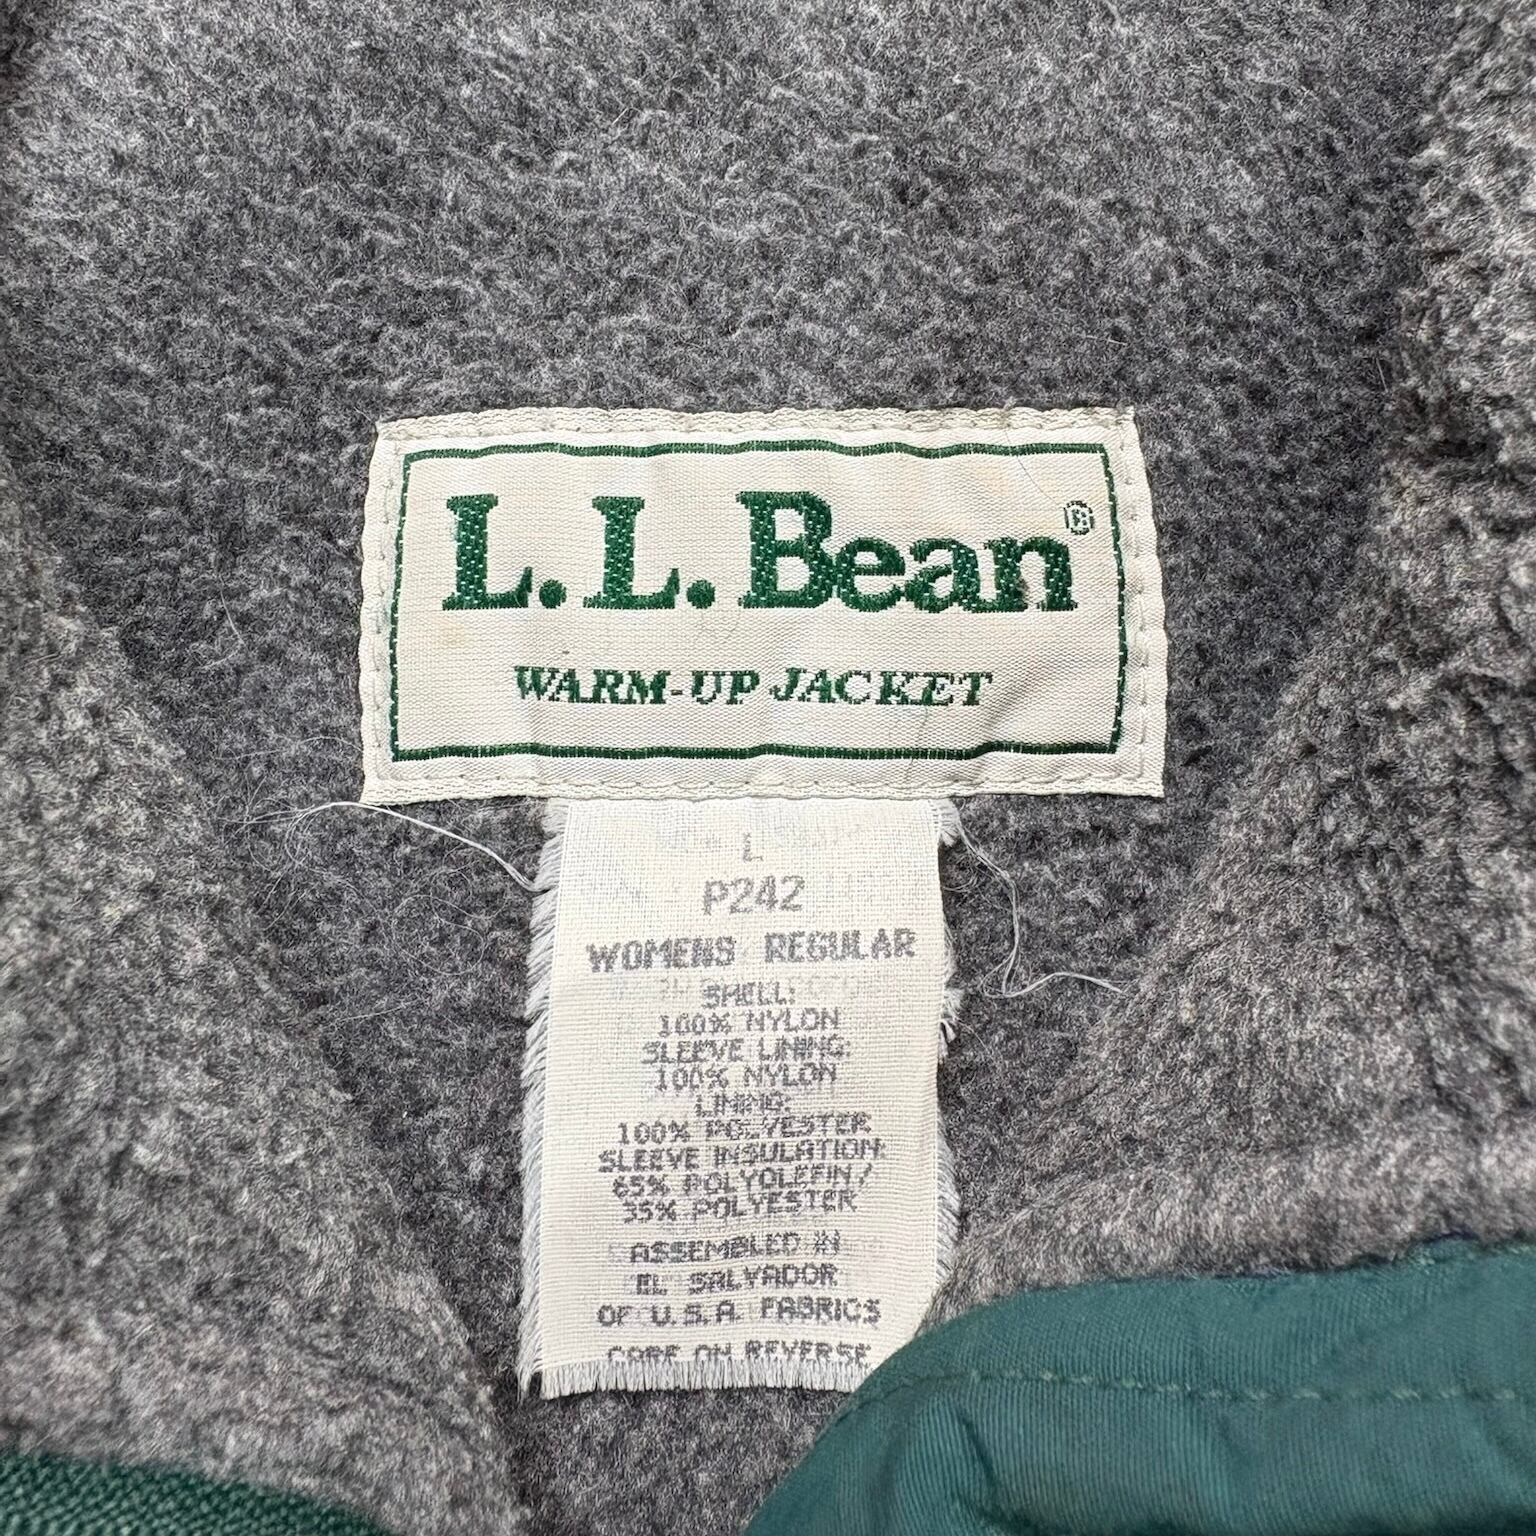 L.L.Bean®
WARM-UP JACKET
L
P242
WOMENS REGULAR
SHELL:
100% NYLON
SLEEVE LINING:
100% NYLON
LINING:
100% POLYESTER
SLEEVE INSULATION:
65% POLYOLEFIN/
35% POLYESTER
ASSEMBLED IN
EL SALVADOR
OF U.S.A. FABRICS
CARE ON REVERSE